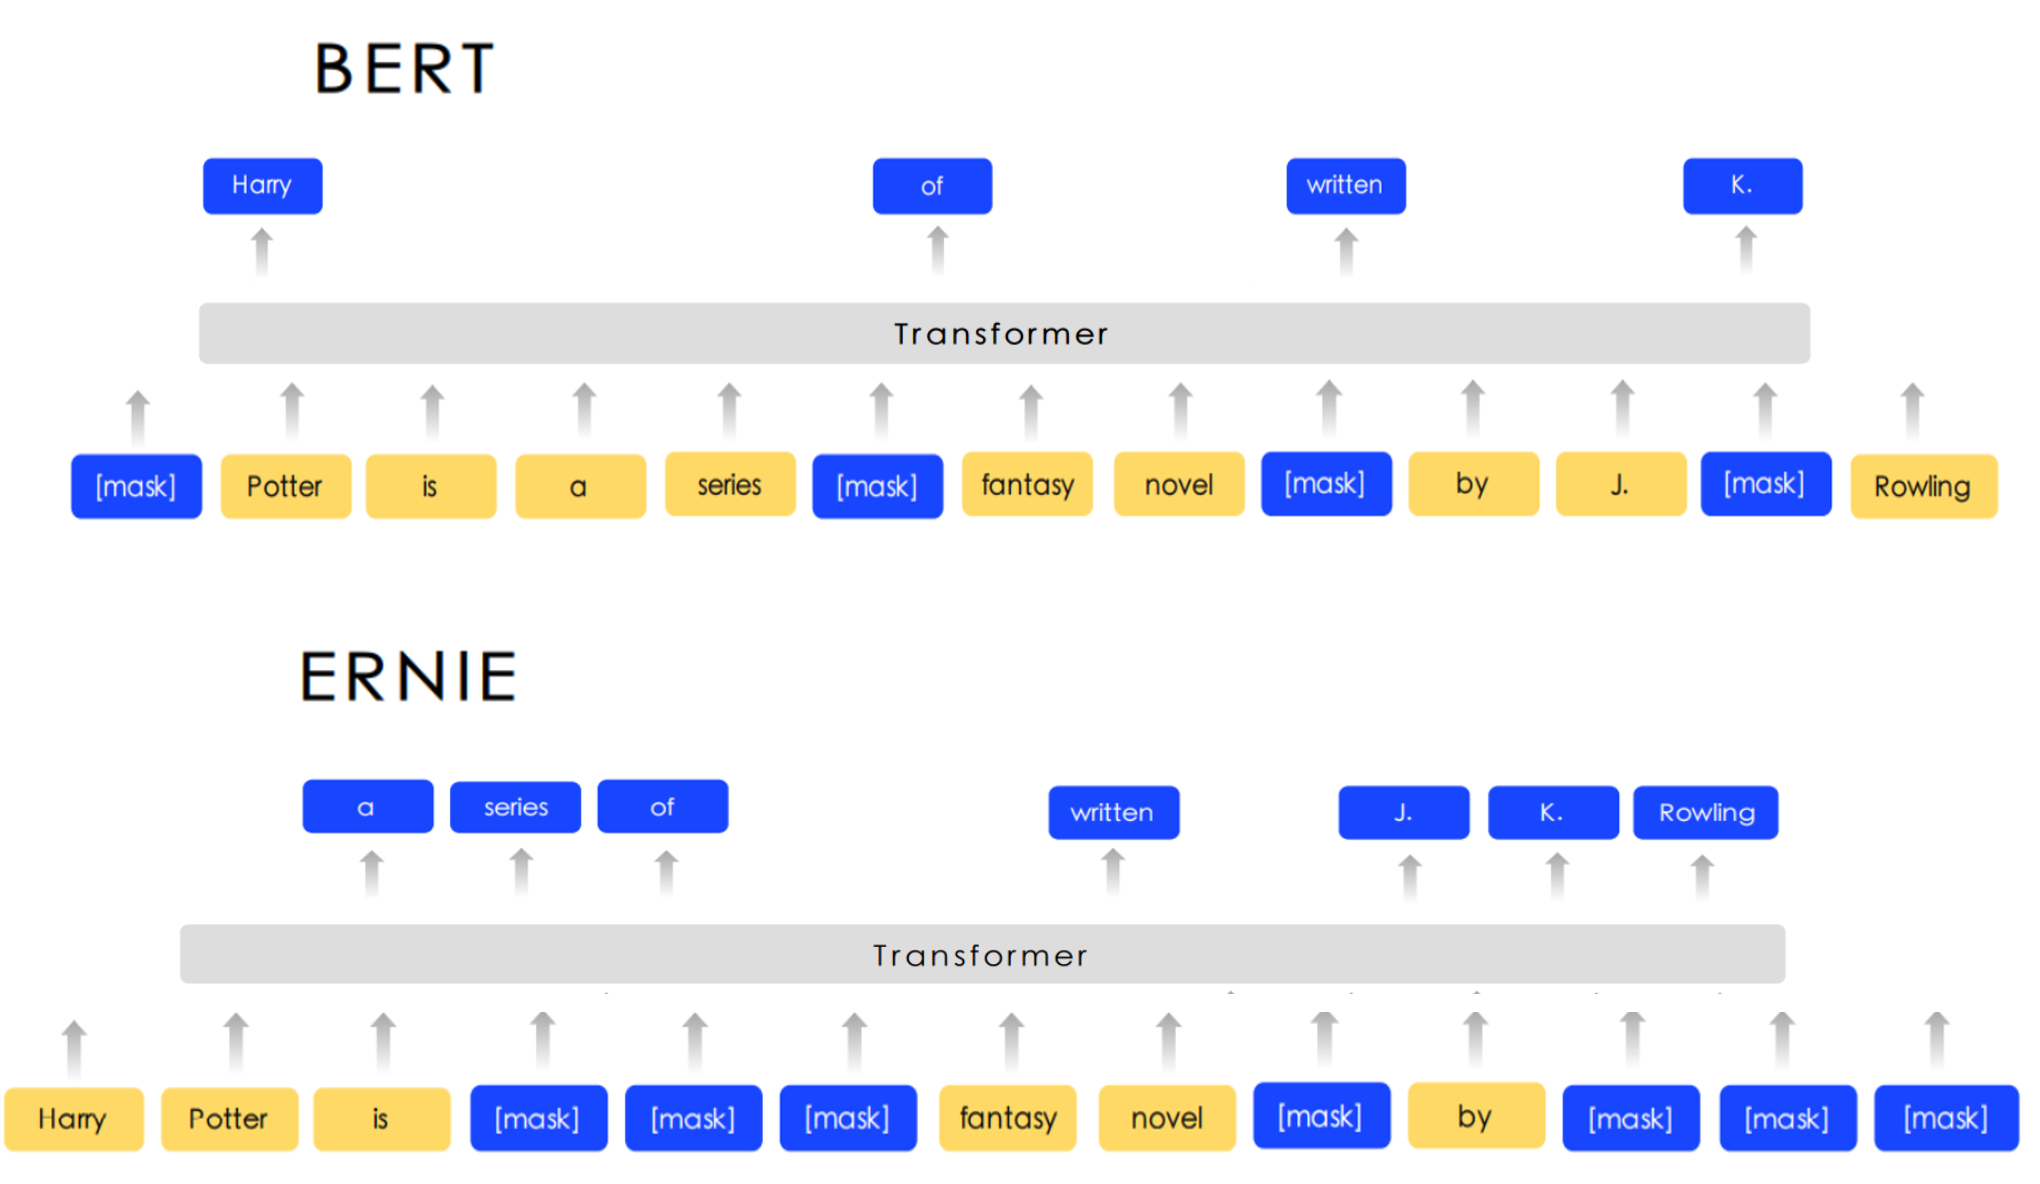 BERT
Harry of written K.
Transformer
[mask] Potter is a series [mask] fantasy novel [mask] by J. [mask] Rowling
ERNIE
a series of written J. K. Rowling
Transformer
Harry Potter is [mask] [mask] [mask] fantasy novel [mask] by [mask] [mask] [mask]